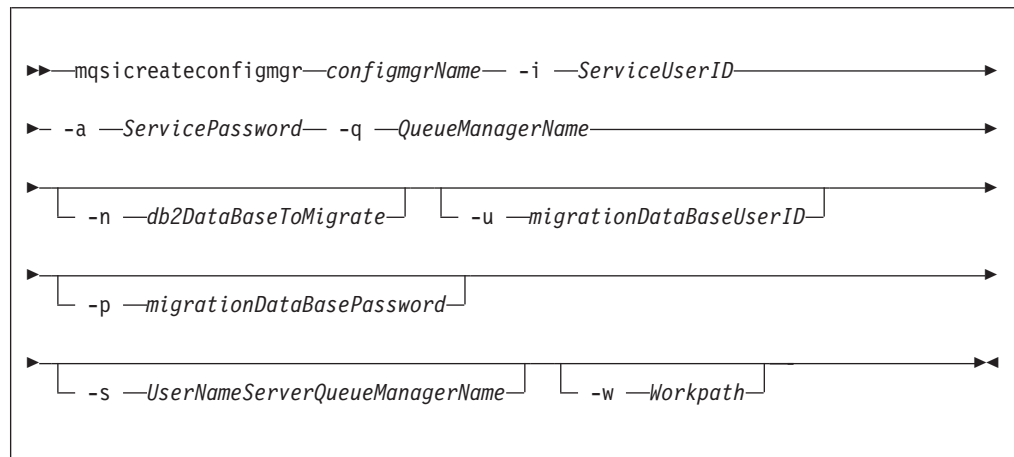 mqsicreateconfigmgr configmgrName -i ServiceUserID
-a ServicePassword -q QueueManagerName
-n db2DataBaseToMigrate -u migrationDataBaseUserID
-p migrationDataBasePassword
-s UserNameServerQueueManagerName -w Workpath